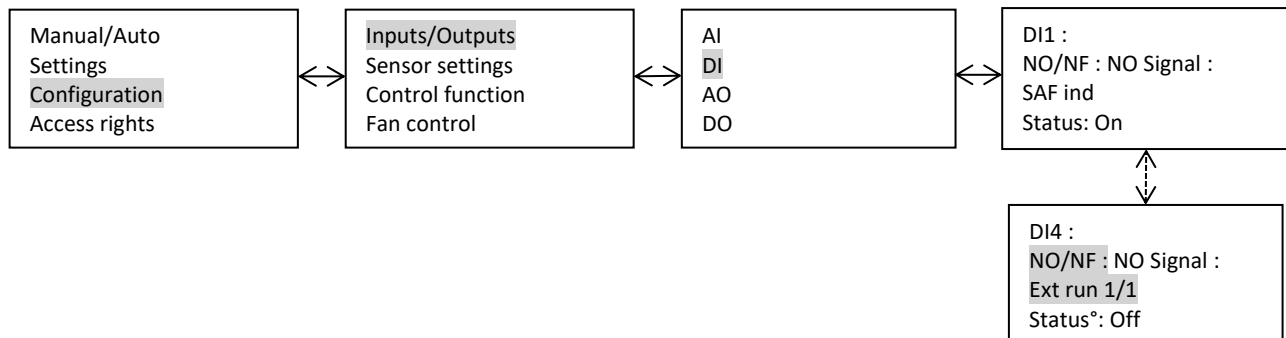 Manual/Auto
Settings
Configuration
Access rights
Inputs/Outputs
Sensor settings
Control function
Fan control
AI
DI
AO
DO
DI1 :
NO/NF : NO Signal :
SAF ind
Status: On
DI4 :
NO/NF : NO Signal :
Ext run 1/1
Status°: Off